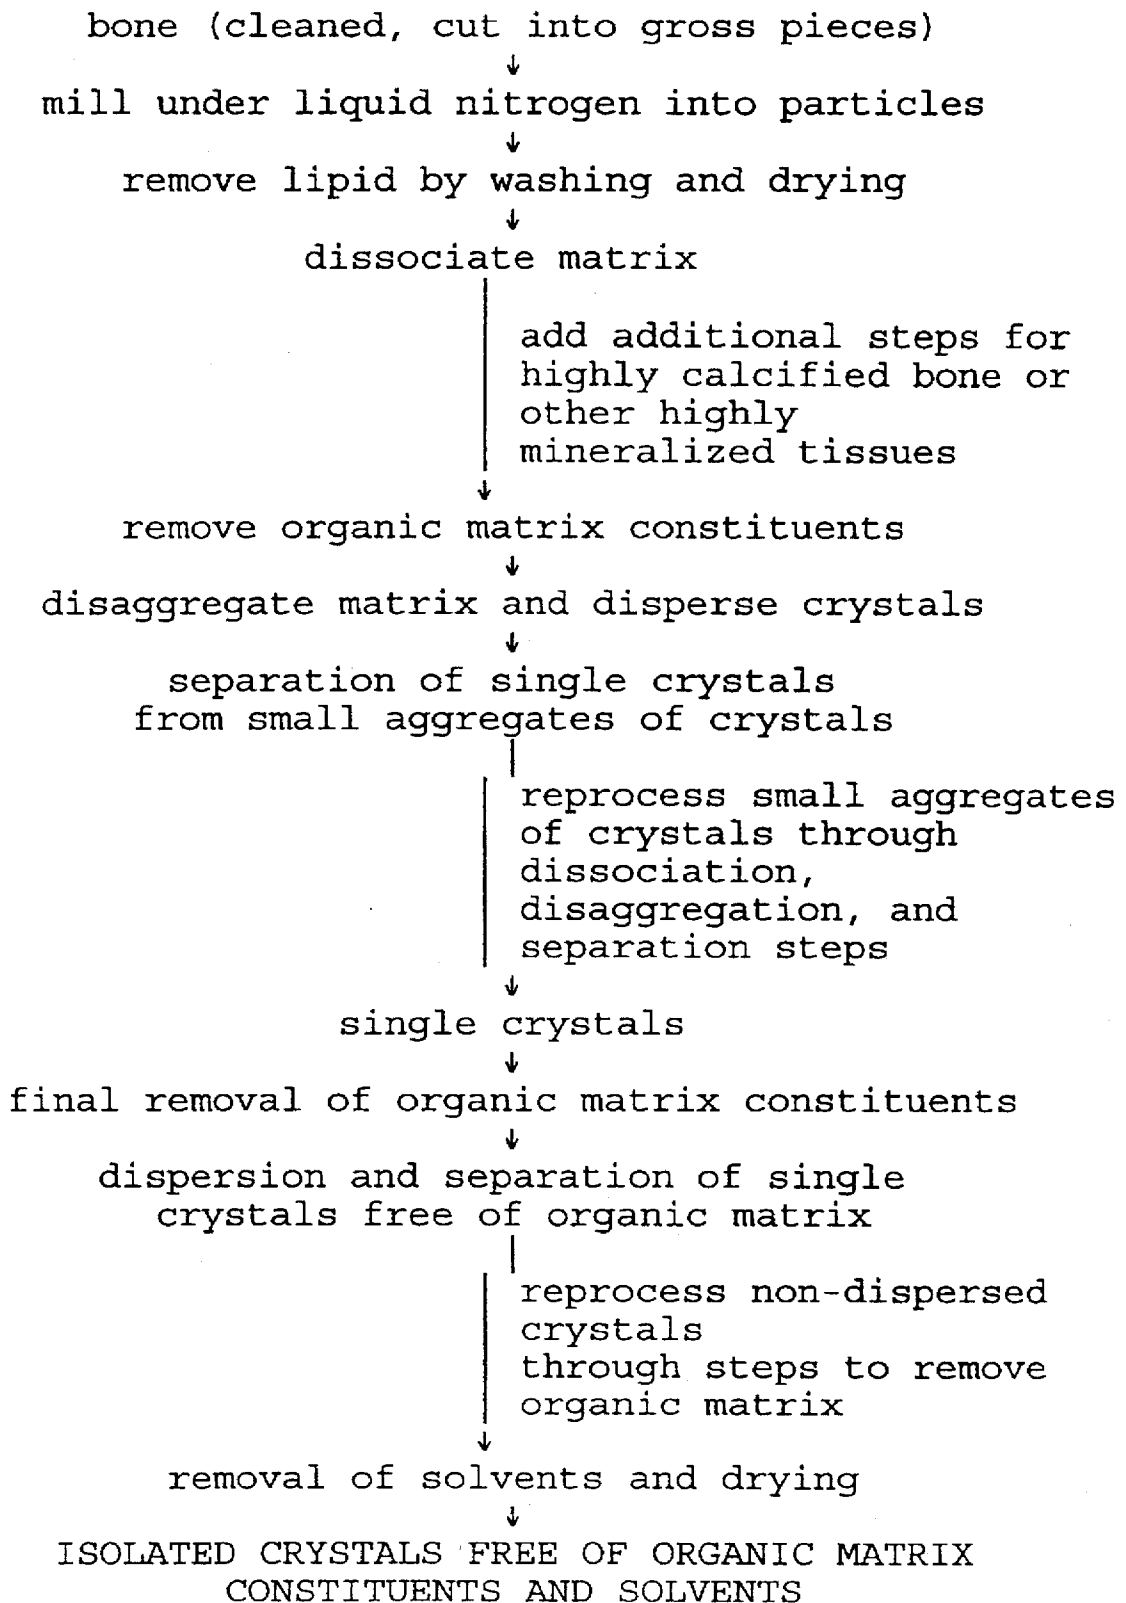 bone (cleaned, cut into gross pieces)
↓
mill under liquid nitrogen into particles
↓
remove lipid by washing and drying
↓
dissociate matrix
add additional steps for
highly calcified bone or
other highly
mineralized tissues
↓
remove organic matrix constituents
↓
disaggregate matrix and disperse crystals
↓
separation of single crystals
from small aggregates of crystals
reprocess small aggregates
of crystals through
dissociation,
disaggregation, and
separation steps
↓
single crystals
↓
final removal of organic matrix constituents
↓
dispersion and separation of single
crystals free of organic matrix
reprocess non-dispersed
crystals
through steps to remove
organic matrix
↓
removal of solvents and drying
↓
ISOLATED CRYSTALS FREE OF ORGANIC MATRIX
CONSTITUENTS AND SOLVENTS